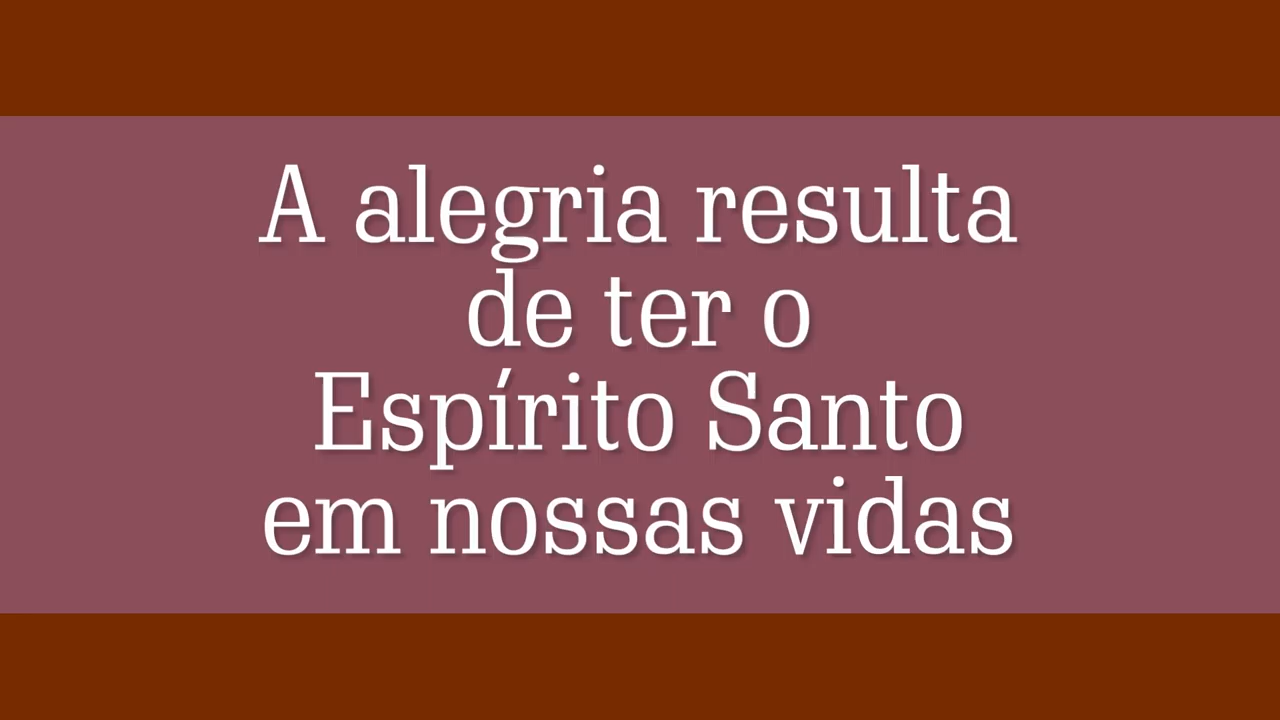 A alegria resulta
de ter o
Espírito Santo
em nossas vidas